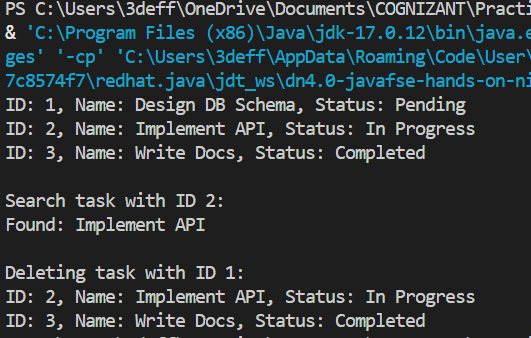 PS C:\Users\3deff\OneDrive\Documents\COGNIZANT\Practi
& 'C:\Program Files (x86)\Java\jdk-17.0.12\bin\java.e
ges' '-cp' 'C:\Users\3deff\AppData\Roaming\Code\User\
7c8574f7\redhat.java\jdt_ws\dn4.0-javafse-hands-on-ni
ID: 1, Name: Design DB Schema, Status: Pending
ID: 2, Name: Implement API, Status: In Progress
ID: 3, Name: Write Docs, Status: Completed
Search task with ID 2:
Found: Implement API
Deleting task with ID 1:
ID: 2, Name: Implement API, Status: In Progress
ID: 3, Name: Write Docs, Status: Completed